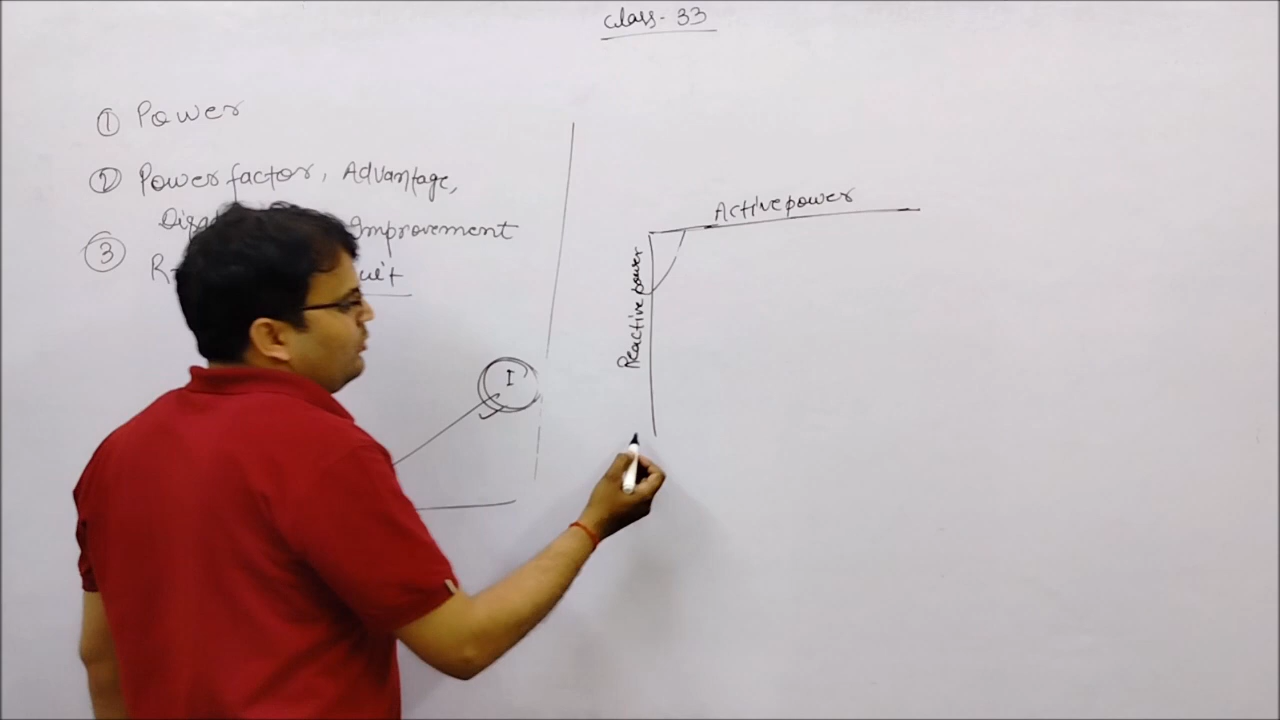 Class - 33
① Power
② Power factor, Advantage,
Improvement
③
I
Active power
Reactive power